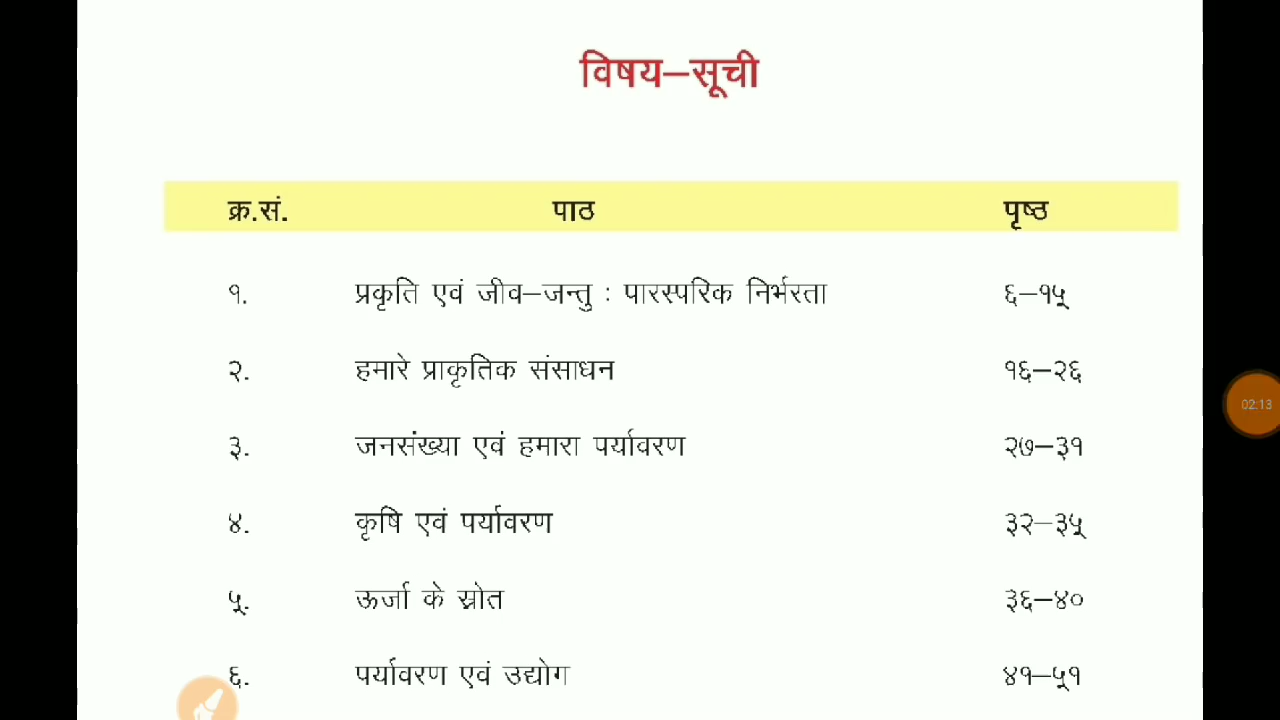 विषय–सूची
क्र.सं. पाठ पृष्ठ
१. प्रकृति एवं जीव–जन्तु : पारस्परिक निर्भरता ६–१५
२. हमारे प्राकृतिक संसाधन १६–२६
३. जनसंख्या एवं हमारा पर्यावरण २७–३१
४. कृषि एवं पर्यावरण ३२–३५
५. ऊर्जा के स्रोत ३६–४०
६. पर्यावरण एवं उद्योग ४१–५१
02:13